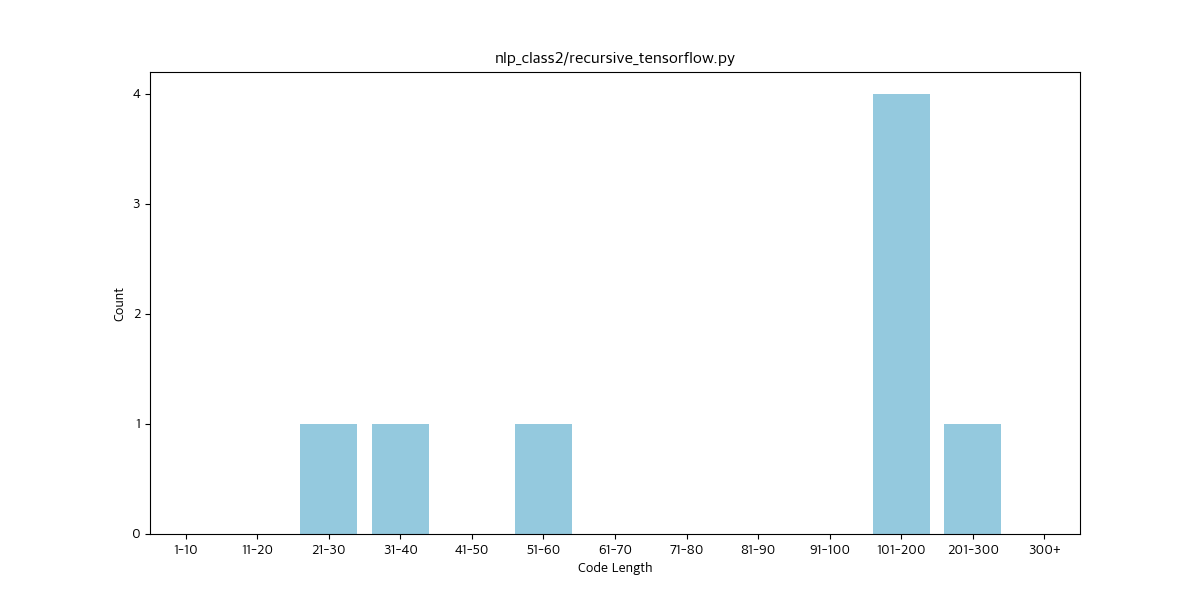 nlp_class2/recursive_tensorflow.py
4
3
2
1
0
Count
1-10 11-20 21-30 31-40 41-50 51-60 61-70 71-80 81-90 91-100 101-200 201-300 300+
Code Length